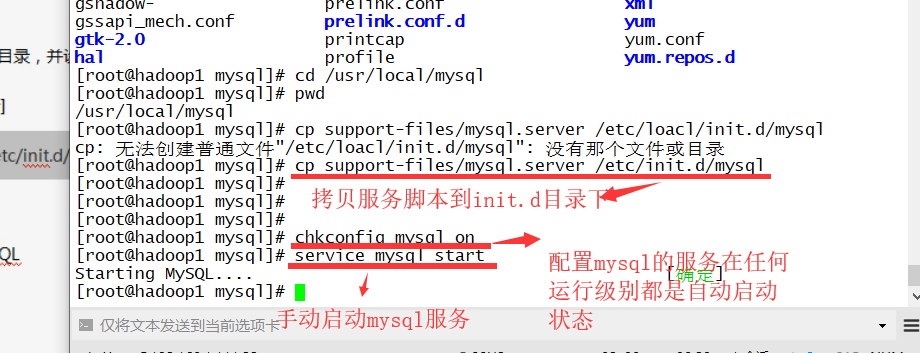 gshadow- prelink.conf xml
gssapi_mech.conf prelink.conf.d yum
gtk-2.0 printcap yum.conf
hal profile yum.repos.d
目录，并
[root@hadoop1 mysql]# cd /usr/local/mysql
[root@hadoop1 mysql]# pwd
/usr/local/mysql
]
[root@hadoop1 mysql]# cp support-files/mysql.server /etc/loacl/init.d/mysql
cp: 无法创建普通文件"/etc/loacl/init.d/mysql": 没有那个文件或目录
etc/init.d/
[root@hadoop1 mysql]# cp support-files/mysql.server /etc/init.d/mysql
[root@hadoop1 mysql]#
[root@hadoop1 mysql]#
拷贝服务脚本到init.d目录下
[root@hadoop1 mysql]#
[root@hadoop1 mysql]# chkconfig mysql on
QL
[root@hadoop1 mysql]# service mysql start
Starting MySQL.... [确定]
[root@hadoop1 mysql]#
配置mysql的服务在任何
运行级别都是自动启动
状态
手动启动mysql服务
仅将文本发送到当前选项卡